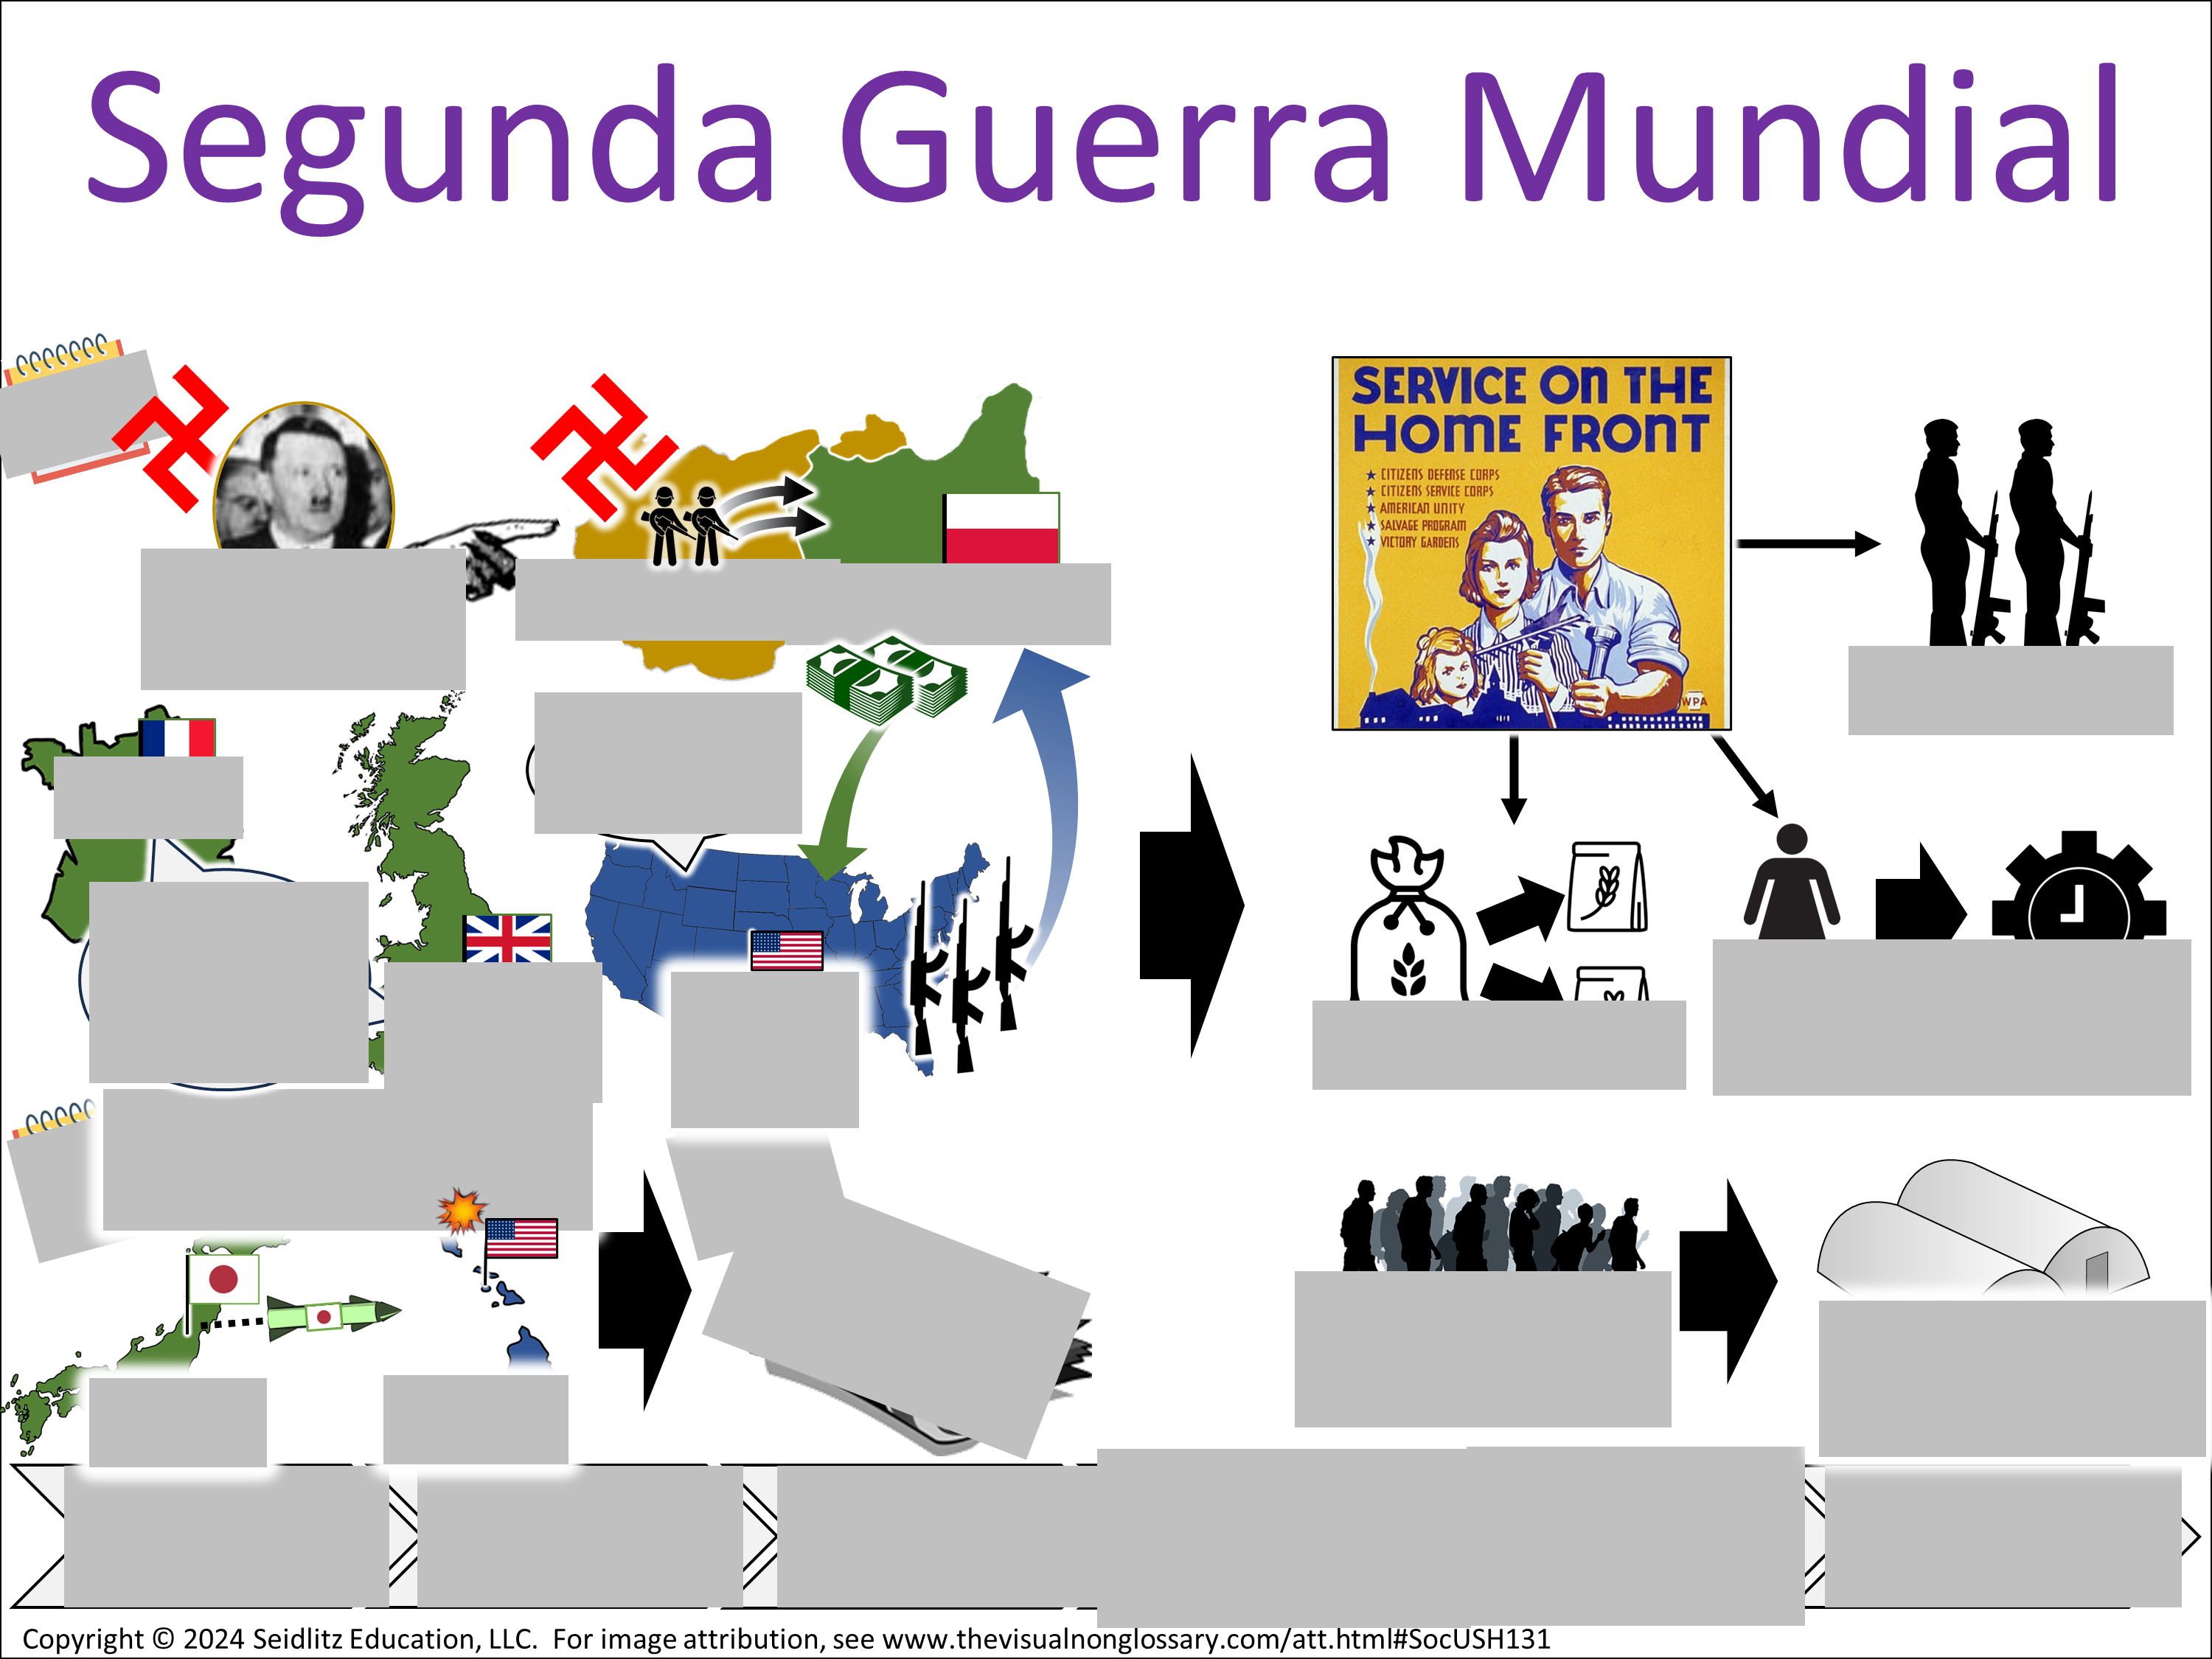 Segunda Guerra Mundial
SERVICE ON THE
HOME FRONT
★ CITIZENS DEFENSE CORPS
★ CITIZENS SERVICE CORPS
★ AMERICAN UNITY
★ SALVAGE PROGRAM
★ VICTORY GARDENS
WPA
Copyright © 2024 Seidlitz Education, LLC. For image attribution, see www.thevisualnonglossary.com/att.html#SocUSH131